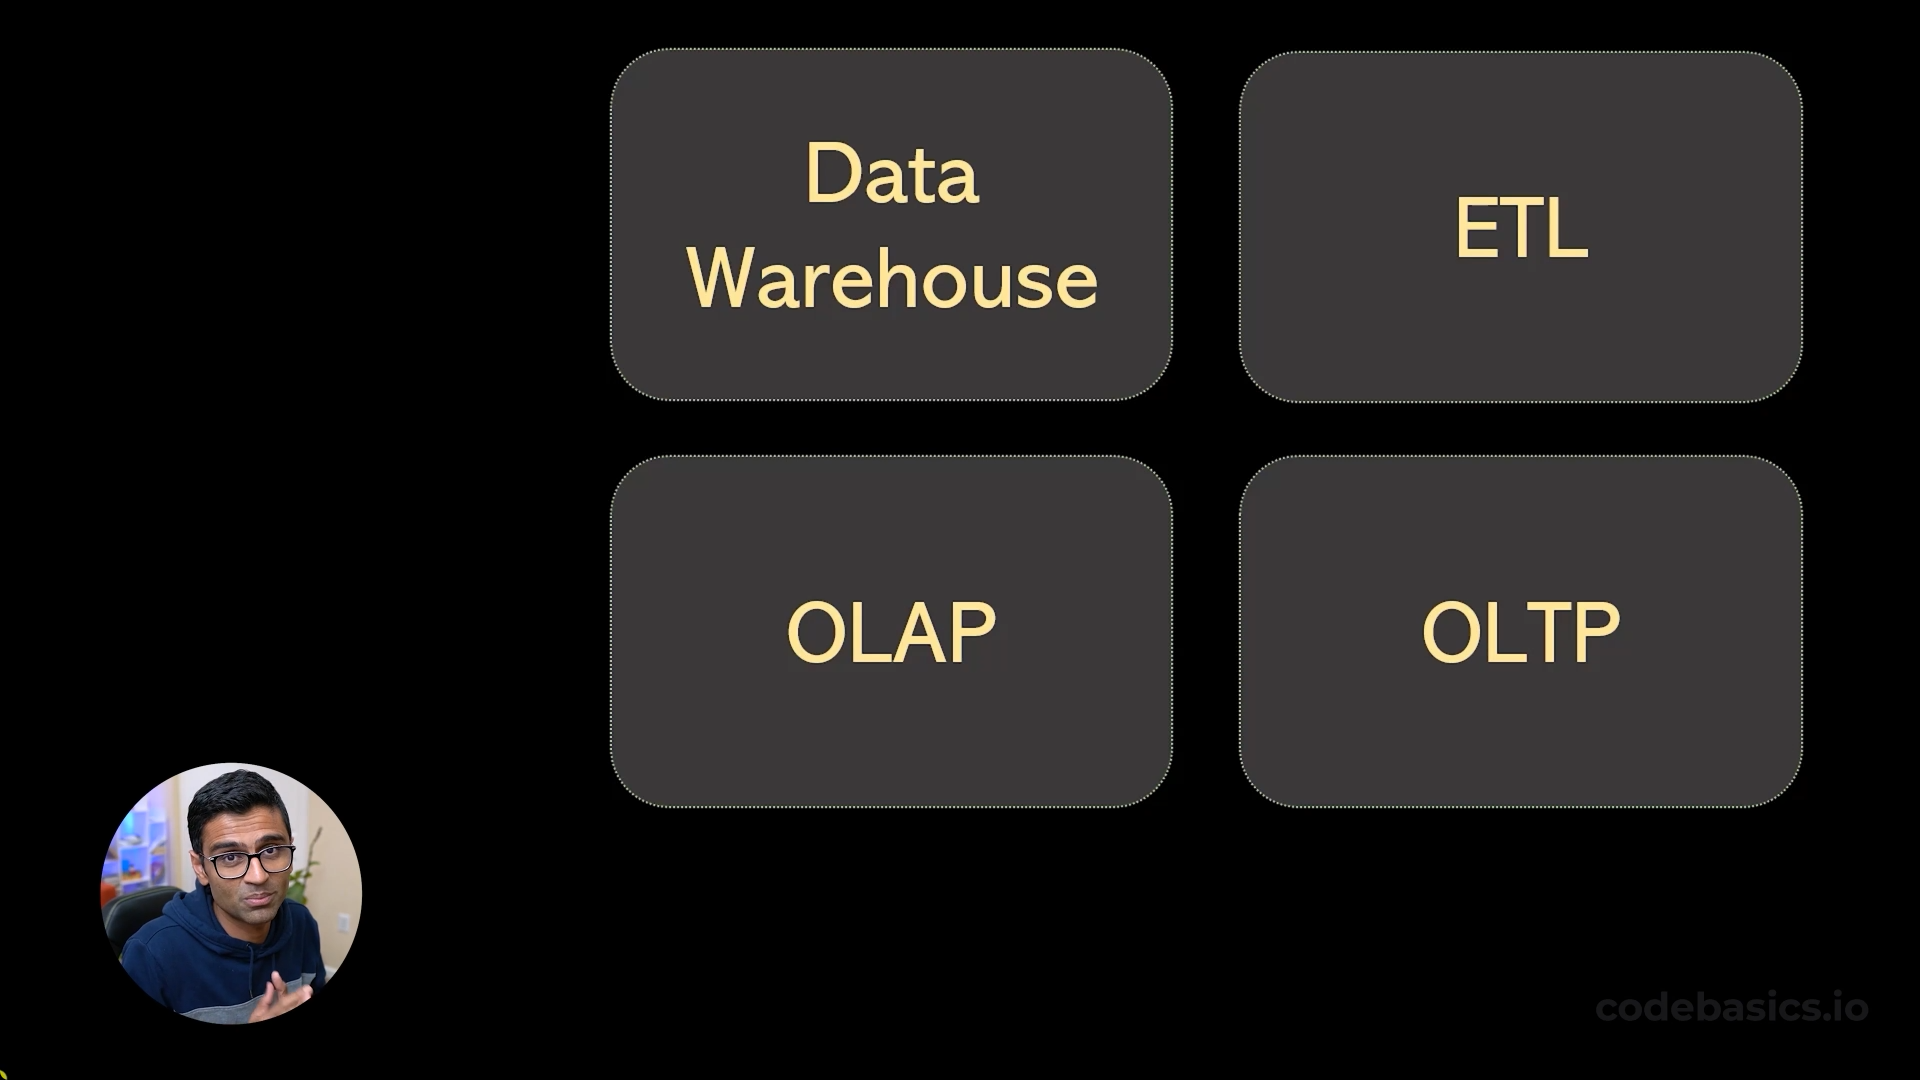 Data
Warehouse
ETL
OLAP
OLTP
codebasics.io